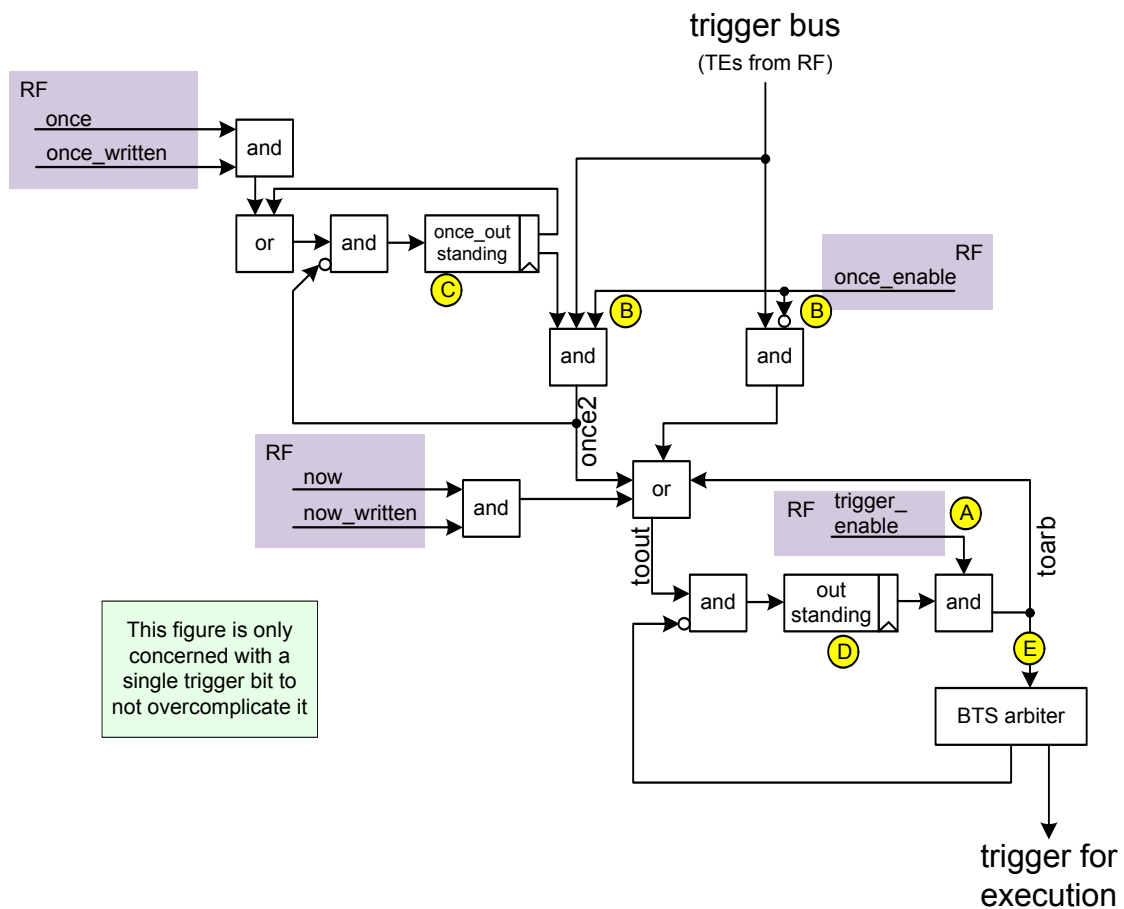 trigger bus
(TEs from RF)
RF
once
once_written
and
or
and
once_out
standing
C
RF
once_enable
B
B
and
and
once2
RF
now
now_written
and
or
RF
trigger_
enable
A
toout
toarb
and
out
standing
and
D
E
This figure is only
concerned with a
single trigger bit to
not overcomplicate it
BTS arbiter
trigger for
execution